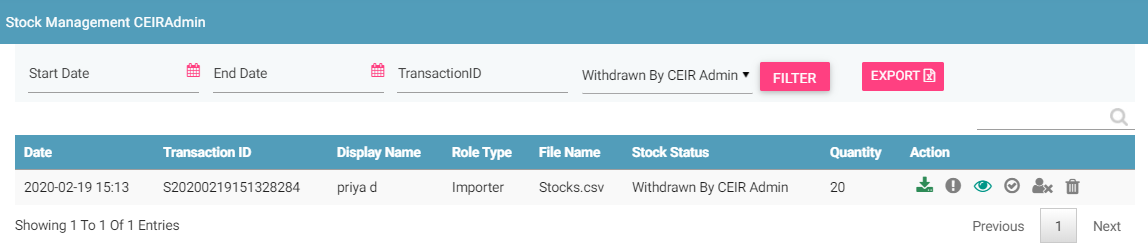 Stock Management CEIRAdmin
Start Date End Date TransactionID Withdrawn By CEIR Admin FILTER EXPORT
Date Transaction ID Display Name Role Type File Name Stock Status Quantity Action
2020-02-19 15:13 S20200219151328284 priya d Importer Stocks.csv Withdrawn By CEIR Admin 20
Showing 1 To 1 Of 1 Entries Previous 1 Next